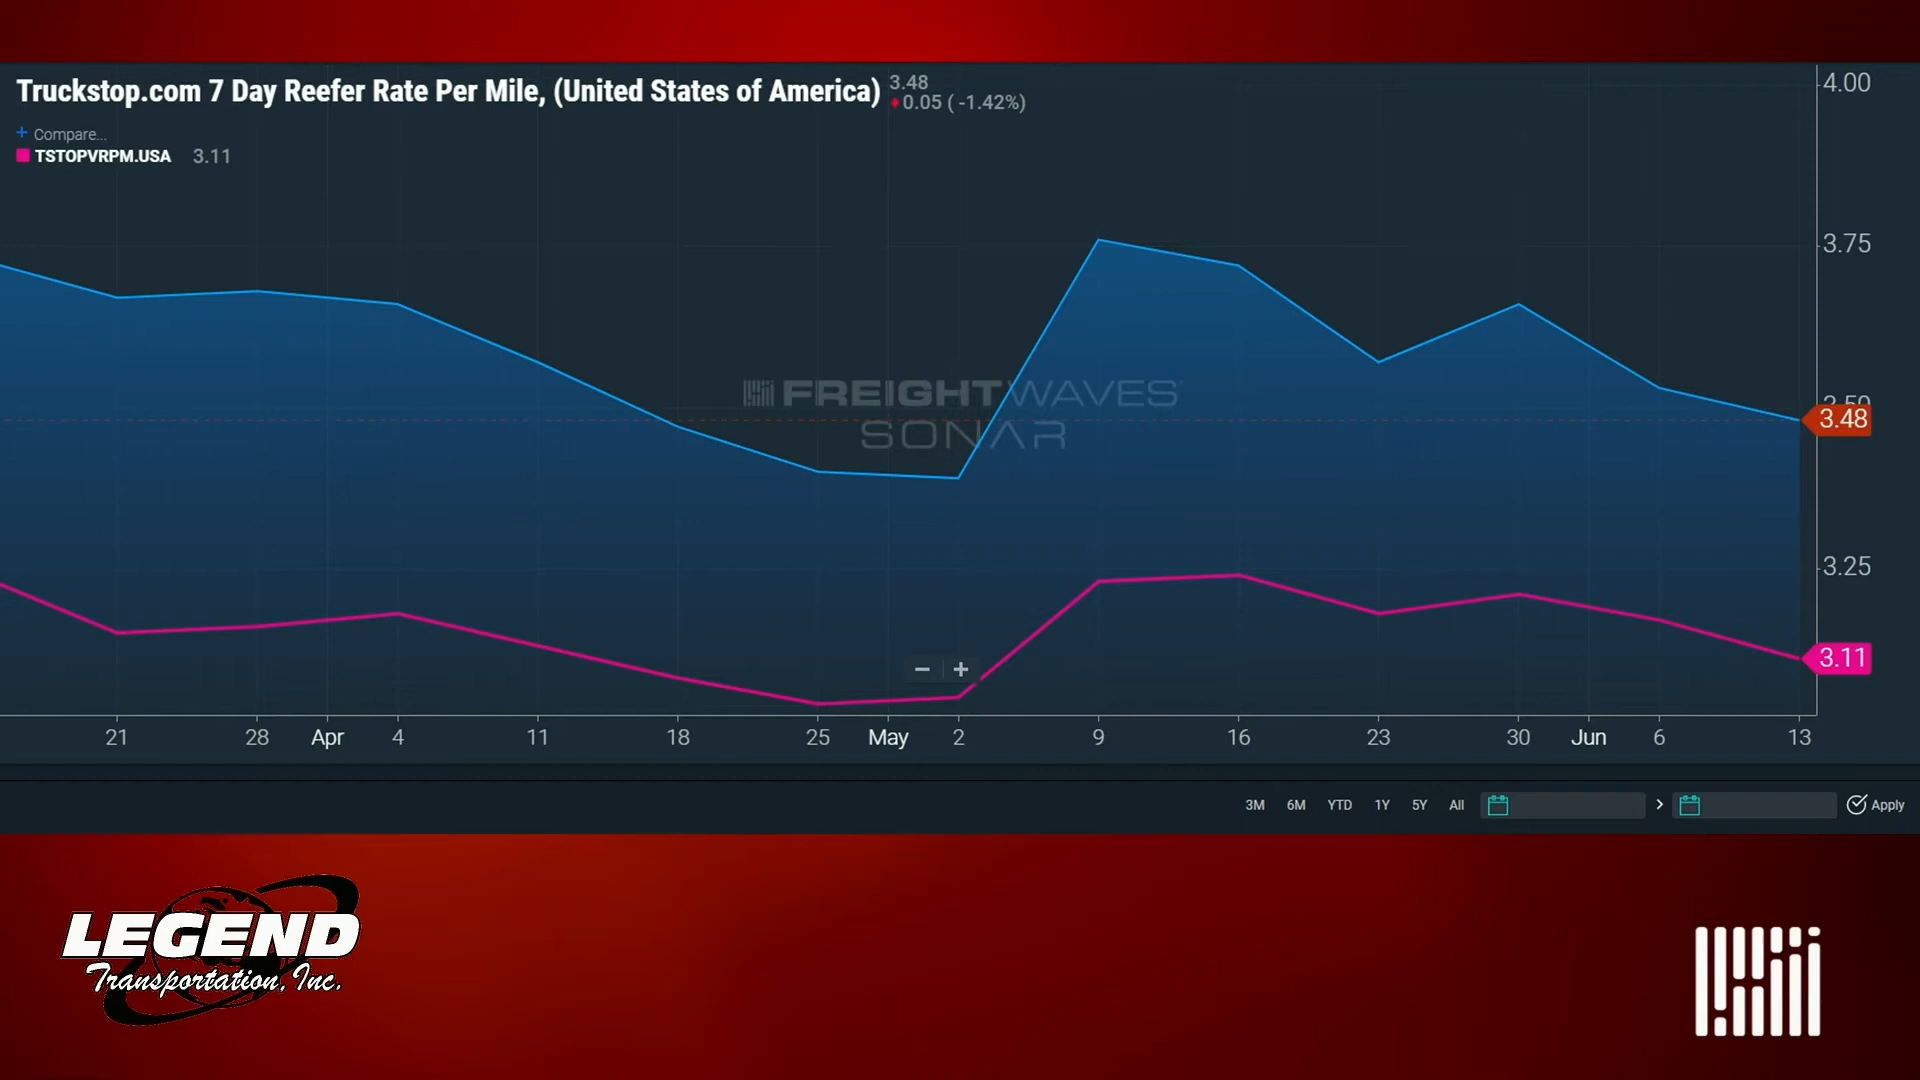 Truckstop.com 7 Day Reefer Rate Per Mile, (United States of America) 3.48
0.05 ( -1.42%)
+ Compare...
TSTOPVRPM.USA 3.11
4.00
3.75
3.50
3.48
3.25
3.11
FREIGHTWAVES
SONAR
− +
21 28 Apr 4 11 18 25 May 2 9 16 23 30 Jun 6 13
3M 6M YTD 1Y 5Y All > Apply
LEGEND
Transportation, Inc.